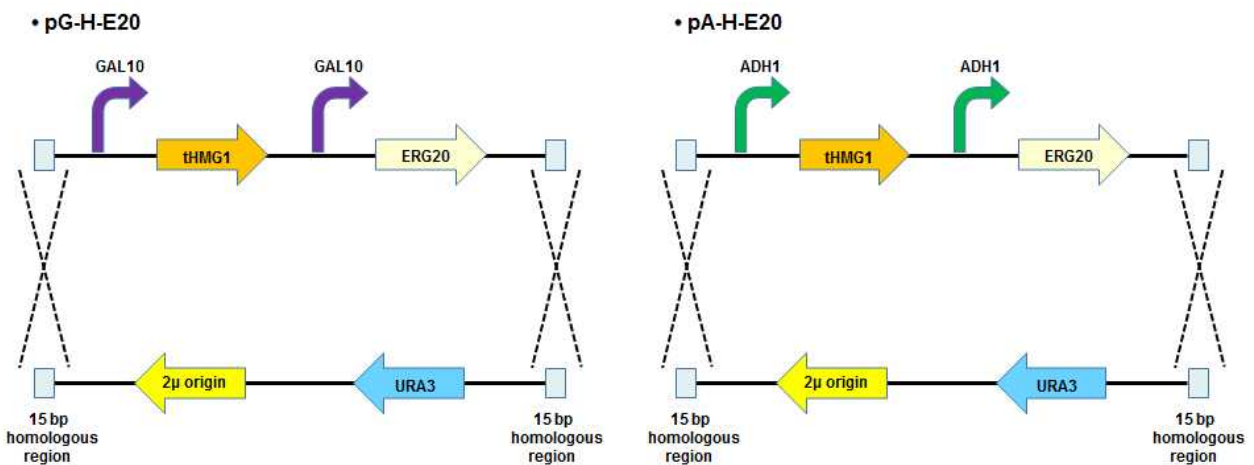 • pG-H-E20
GAL10
GAL10
tHMG1
ERG20
2μ origin
URA3
15 bp
homologous
region
15 bp
homologous
region
• pA-H-E20
ADH1
ADH1
tHMG1
ERG20
2μ origin
URA3
15 bp
homologous
region
15 bp
homologous
region